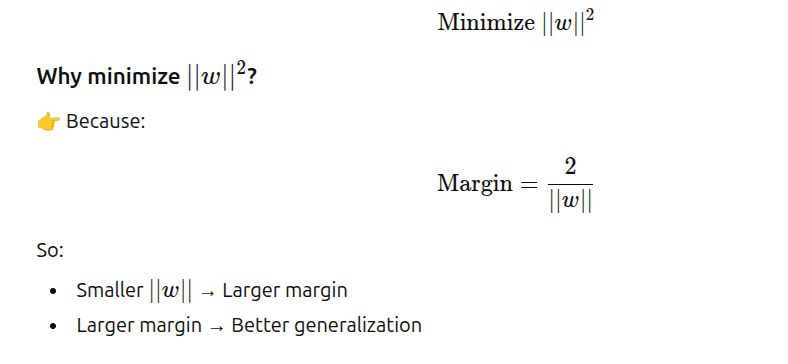 Minimize ||w||²
Why minimize ||w||²?
👉 Because:
Margin = 2 / ||w||
So:
• Smaller ||w|| → Larger margin
• Larger margin → Better generalization